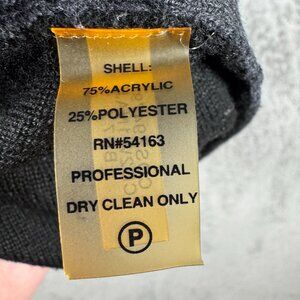 SHELL:
75%ACRYLIC
25%POLYESTER
RN#54163
PROFESSIONAL
DRY CLEAN ONLY
P